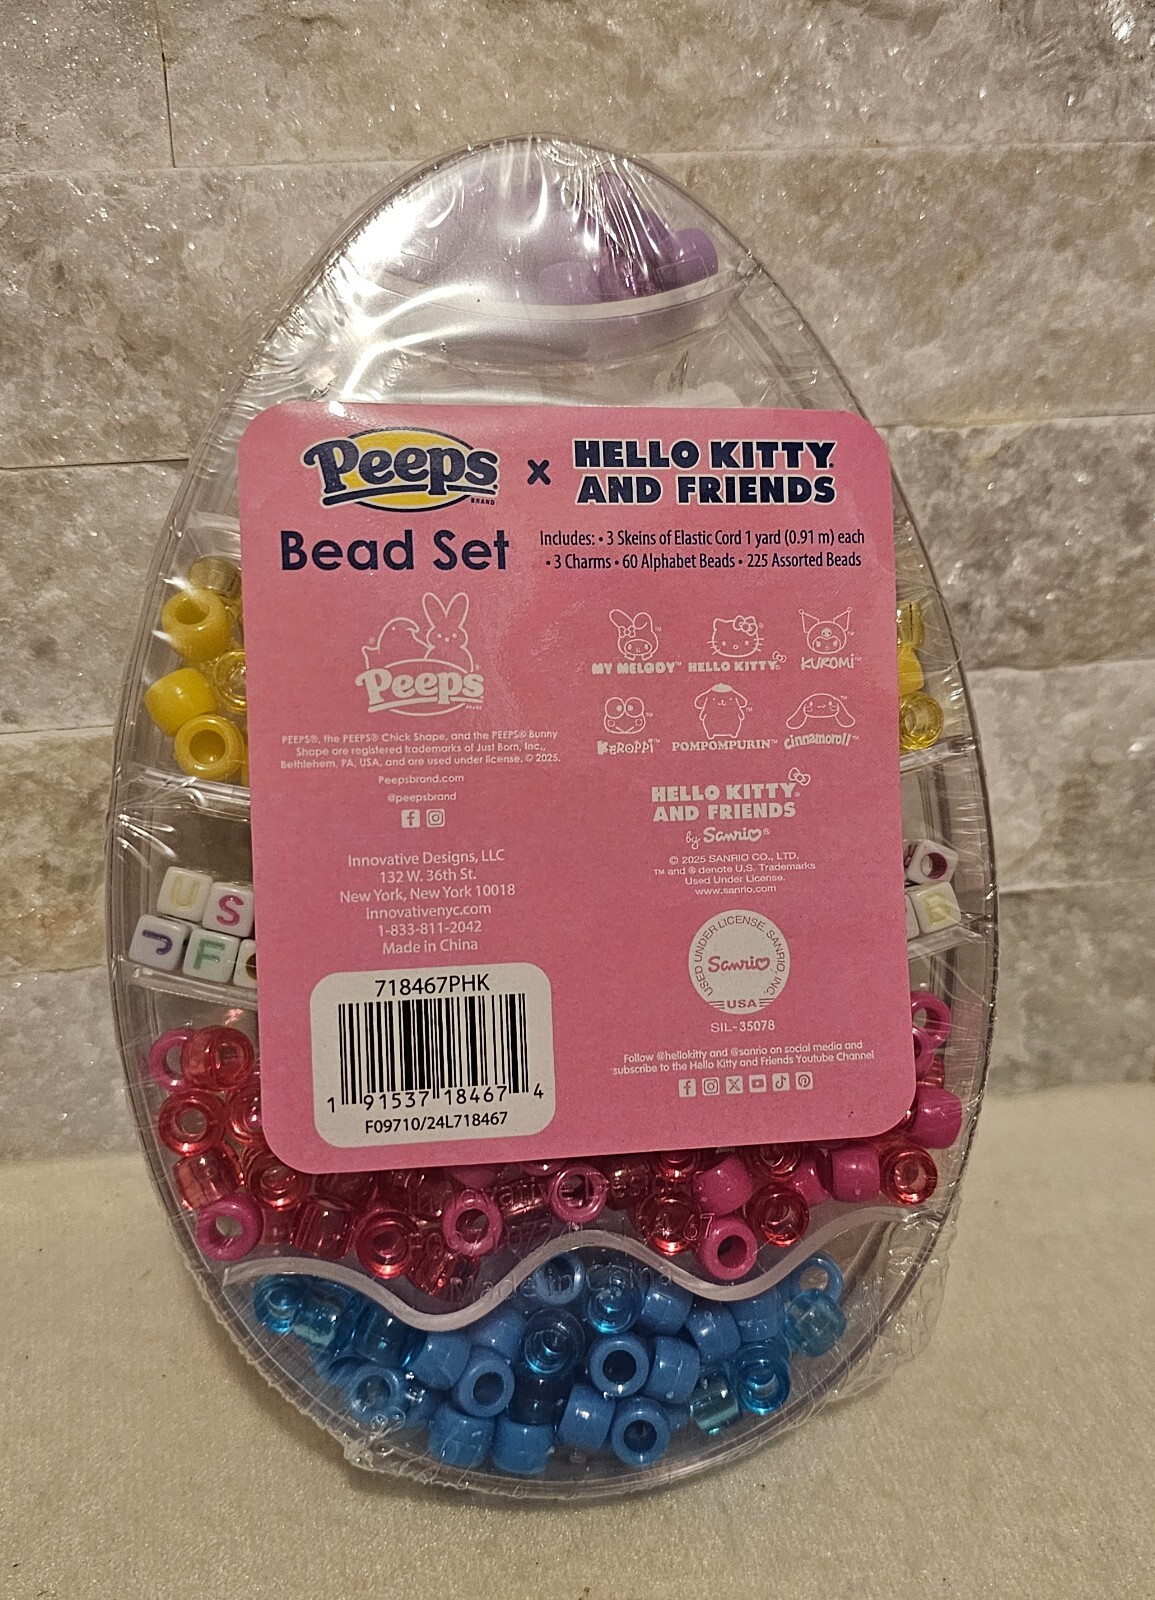 Peeps.
BRAND
x
HELLO KITTY.
AND FRIENDS
Bead Set
Includes: • 3 Skeins of Elastic Cord 1 yard (0.91 m) each
• 3 Charms • 60 Alphabet Beads • 225 Assorted Beads
®
Peeps
PEEPS®, the PEEPS® Chick Shape, and the PEEPS® Bunny
Shape are registered trademarks of Just Born, Inc.,
Bethlehem, PA, USA, and are used under license. © 2025.
Peepsbrand.com
@peepsbrand
Innovative Designs, LLC
132 W. 36th St.
New York, New York 10018
innovativenyc.com
1-833-811-2042
Made in China
718467PHK
1 91537 18467 4
F09710/24L718467
MY MELODY™ HELLO KITTY® KUROMI™
KEROPPI™ POMPOMPURIN™ cinnamoroll™
HELLO KITTY®
AND FRIENDS
by Sanrio®
© 2025 SANRIO CO., LTD.
™ and ® denote U.S. Trademarks
Used Under License.
www.sanrio.com
USED UNDER LICENSE, SANRIO, INC.
Sanrio
USA
SIL-35078
Follow @hellokitty and @sanrio on social media and
subscribe to the Hello Kitty and Friends Youtube Channel
U S
J F
Innovative Design
Made in China